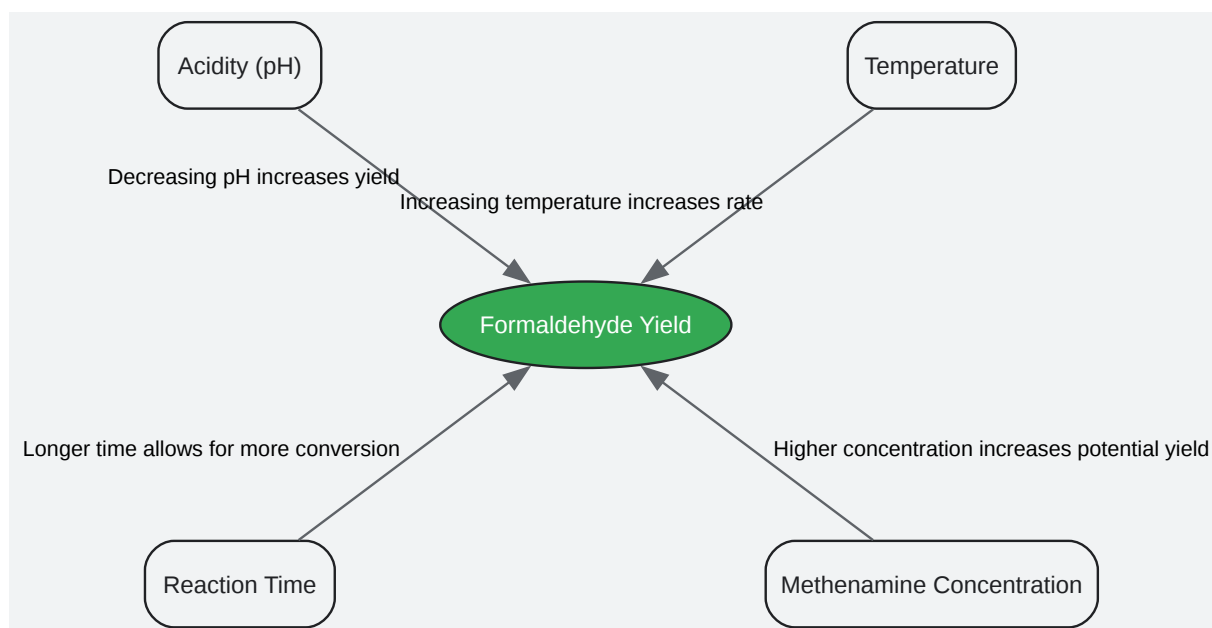 Acidity (pH)
Temperature
Decreasing pH increases yield
Increasing temperature increases rate
Formaldehyde Yield
Longer time allows for more conversion
Higher concentration increases potential yield
Reaction Time
Methenamine Concentration